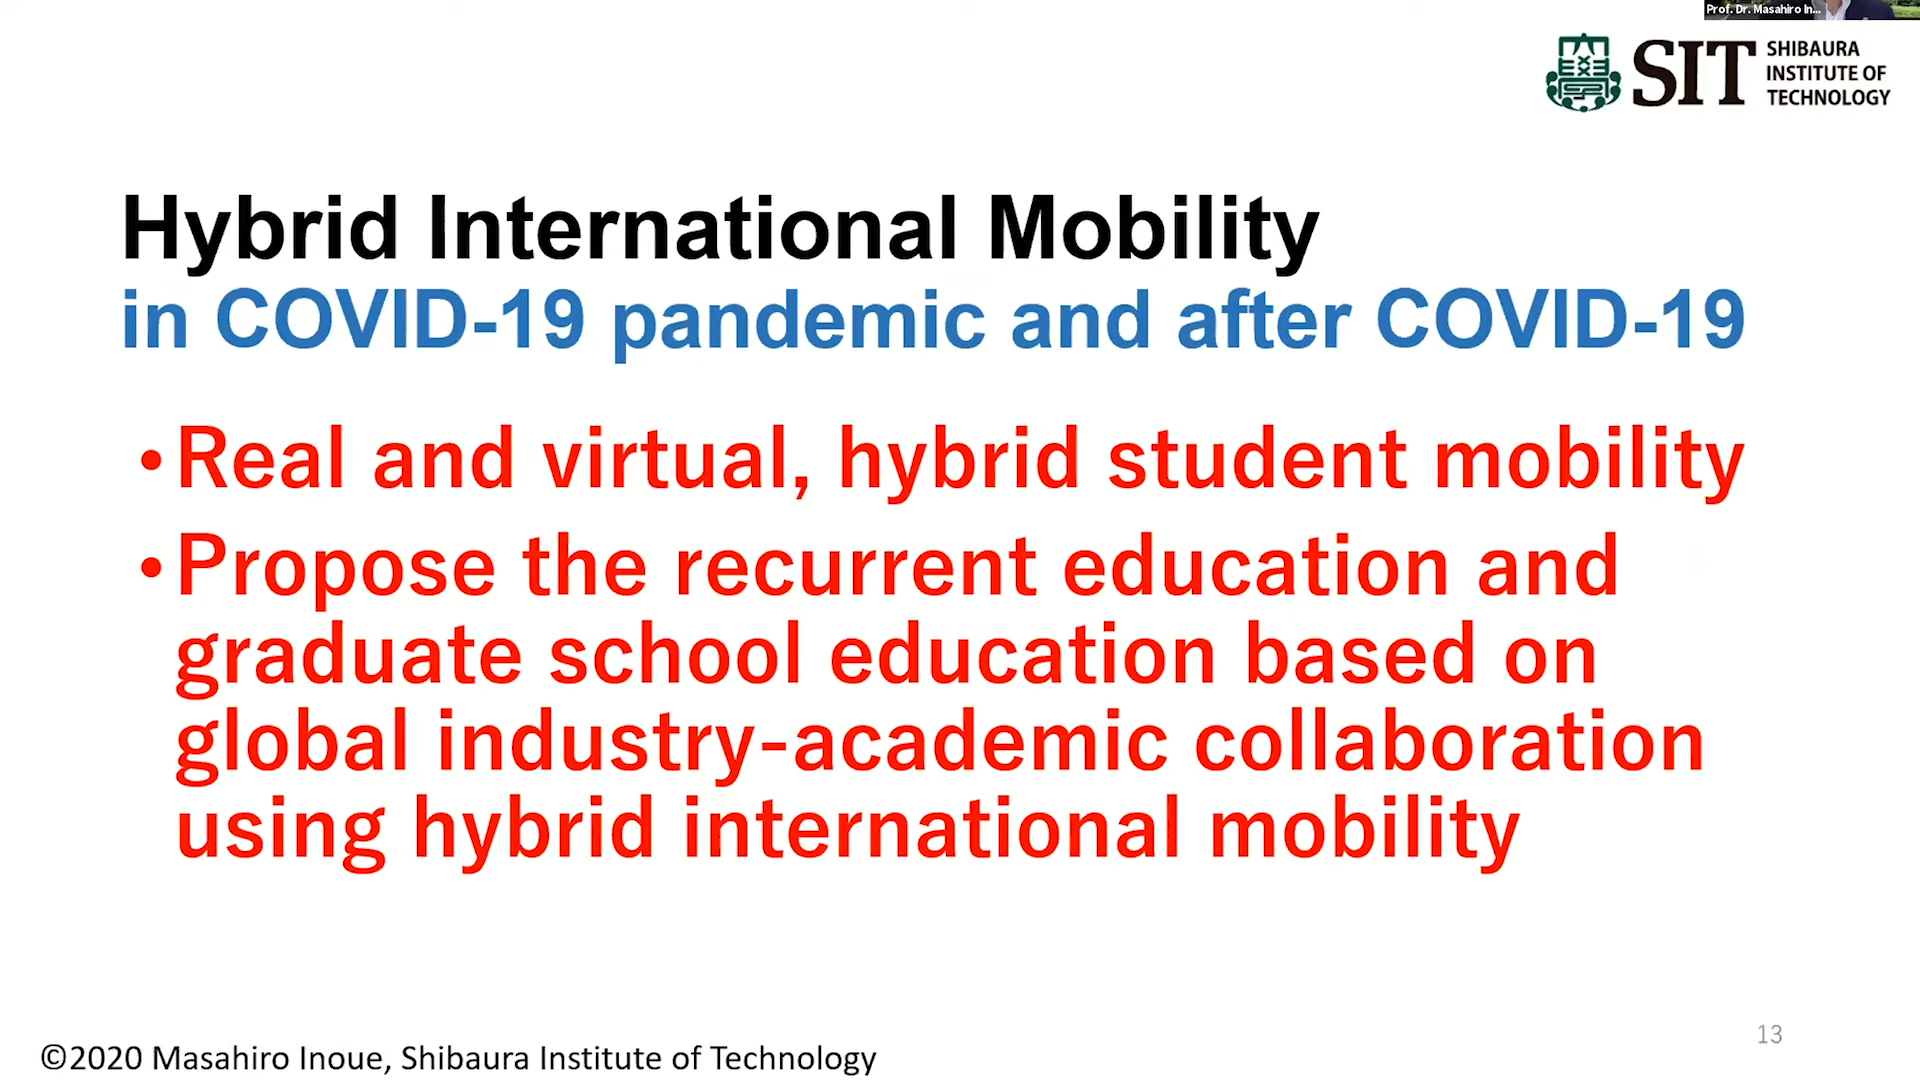 Prof. Dr. Masahiro In...
SIT
SHIBAURA
INSTITUTE OF
TECHNOLOGY
Hybrid International Mobility
in COVID-19 pandemic and after COVID-19
•Real and virtual, hybrid student mobility
•Propose the recurrent education and
graduate school education based on
global industry-academic collaboration
using hybrid international mobility
13
©2020 Masahiro Inoue, Shibaura Institute of Technology